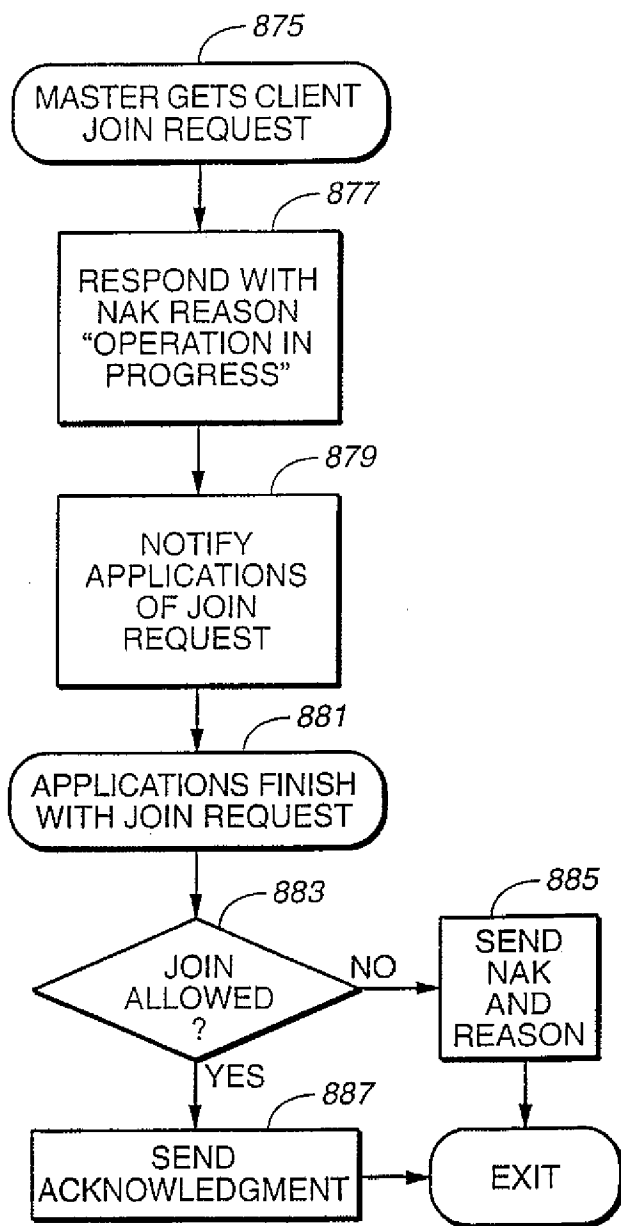 875
MASTER GETS CLIENT
JOIN REQUEST
877
RESPOND WITH
NAK REASON
“OPERATION IN
PROGRESS”
879
NOTIFY
APPLICATIONS
OF JOIN
REQUEST
881
APPLICATIONS FINISH
WITH JOIN REQUEST
883
JOIN
ALLOWED
?
NO
885
SEND
NAK
AND
REASON
YES
887
SEND
ACKNOWLEDGMENT
EXIT